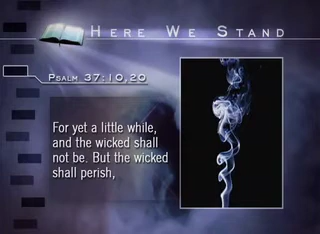 HERE WE STAND
PSALM 37:10,20
For yet a little while,
and the wicked shall
not be. But the wicked
shall perish,